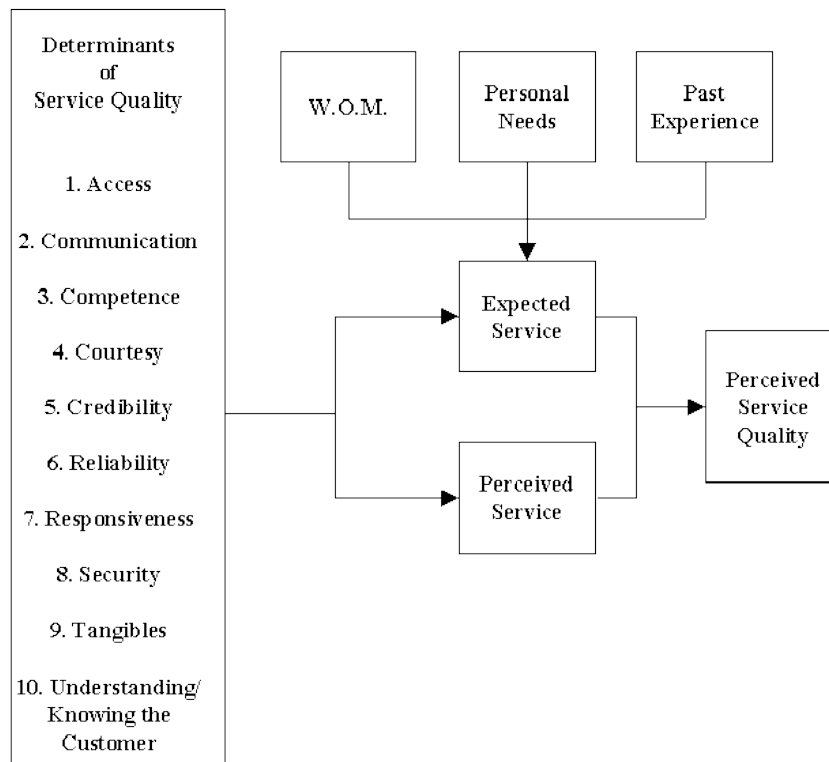 Determinants
of
Service Quality
1. Access
2. Communication
3. Competence
4. Courtesy
5. Credibility
6. Reliability
7. Responsiveness
8. Security
9. Tangibles
10. Understanding/
Knowing the
Customer
W.O.M.
Personal
Needs
Past
Experience
Expected
Service
Perceived
Service
Perceived
Service
Quality